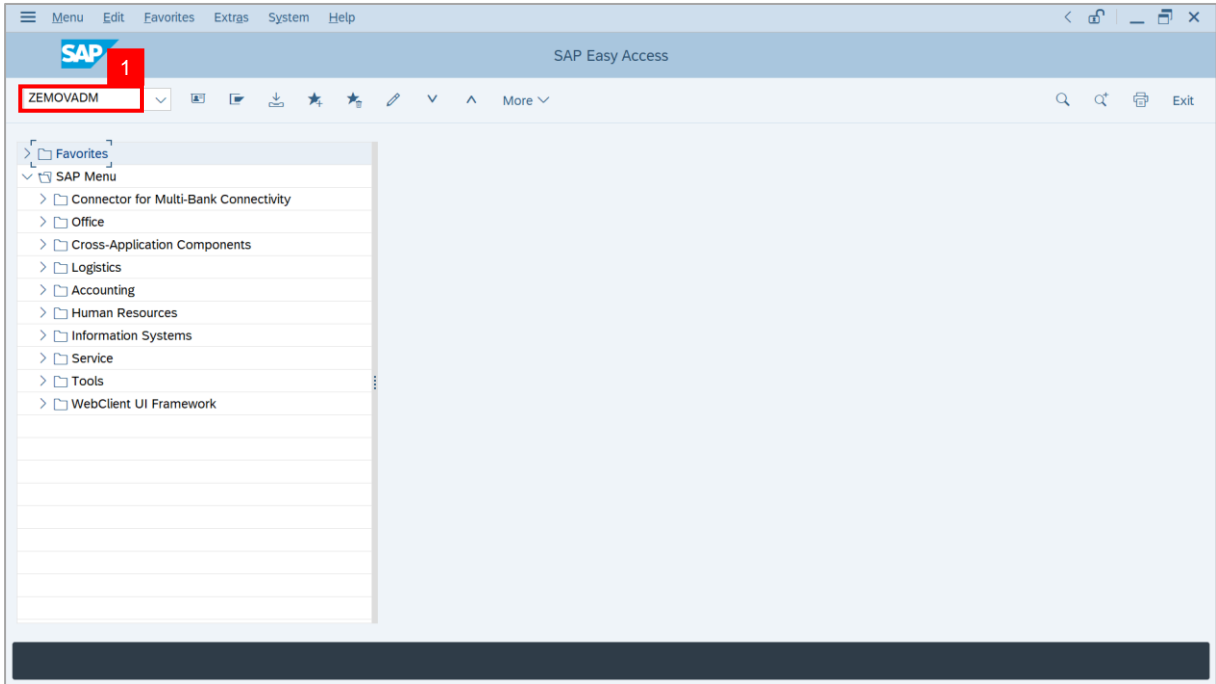 Menu Edit Favorites Extras System Help
SAP SAP Easy Access
1
ZEMOVADM More Exit
Favorites
SAP Menu
Connector for Multi-Bank Connectivity
Office
Cross-Application Components
Logistics
Accounting
Human Resources
Information Systems
Service
Tools
WebClient UI Framework